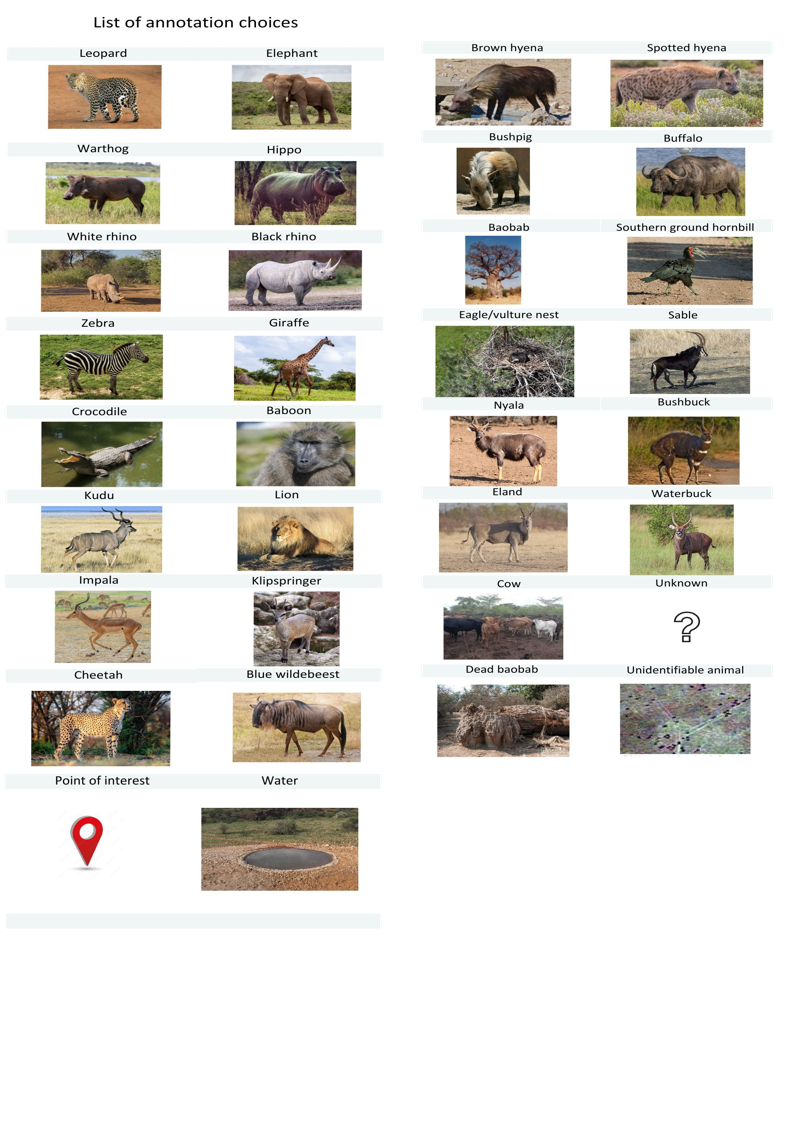 List of annotation choices
Leopard Elephant
Warthog Hippo
White rhino Black rhino
Zebra Giraffe
Crocodile Baboon
Kudu Lion
Impala Klipspringer
Cheetah Blue wildebeest
Point of interest Water
Brown hyena Spotted hyena
Bushpig Buffalo
Baobab Southern ground hornbill
Eagle/vulture nest Sable
Nyala Bushbuck
Eland Waterbuck
Cow Unknown
?
Dead baobab Unidentifiable animal